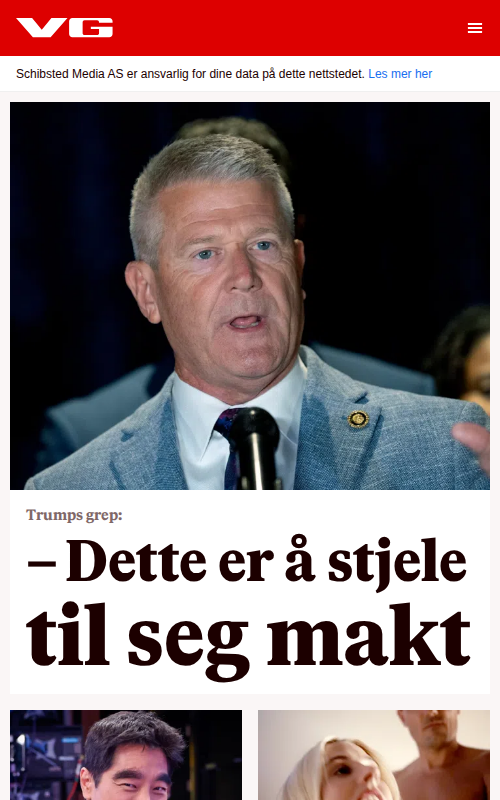 VG
Schibsted Media AS er ansvarlig for dine data på dette nettstedet. Les mer her
Trumps grep:
– Dette er å stjele
til seg makt